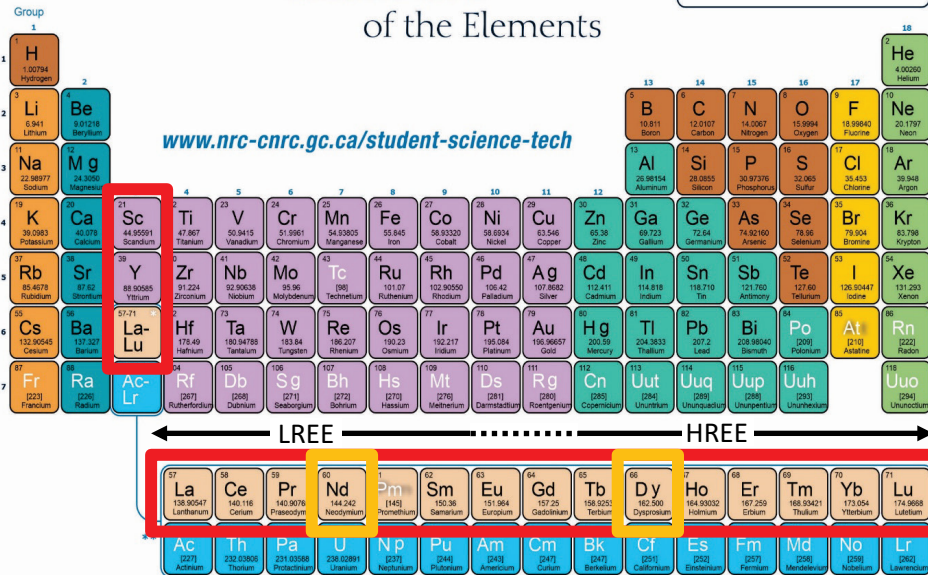 Group
1 18
of the Elements
1 2
1 H He
1.00794 4.00260
Hydrogen Helium
2 13 14 15 16 17
3 4 5 6 7 8 9 10
2 Li Be B C N O F Ne
6.941 9.01218 10.811 12.0107 14.0067 15.9994 18.99840 20.1797
Lithium Beryllium Boron Carbon Nitrogen Oxygen Fluorine Neon
www.nrc-cnrc.gc.ca/student-science-tech
11 12 13 14 15 16 17 18
3 Na Mg Al Si P S Cl Ar
22.98977 24.3050 26.98154 28.0855 30.97376 32.065 35.453 39.948
Sodium Magnesiu Aluminum Silicon Phosphorus Sulfur Chlorine Argon
4 5 6 7 8 9 10 11 12
19 20 21 22 23 24 25 26 27 28 29 30 31 32 33 34 35 36
4 K Ca Sc Ti V Cr Mn Fe Co Ni Cu Zn Ga Ge As Se Br Kr
39.0983 40.078 44.95591 47.867 50.9415 51.9961 54.93805 55.845 58.93320 58.6934 63.546 65.38 69.723 72.64 74.92160 78.96 79.904 83.798
Potassium Calcium Scandium Titanium Vanadium Chromium Manganese Iron Cobalt Nickel Copper Zinc Gallium Germanium Arsenic Selenium Bromine Krypton
37 38 39 40 41 42 43 44 45 46 47 48 49 50 51 52 53 54
5 Rb Sr Y Zr Nb Mo Tc Ru Rh Pd Ag Cd In Sn Sb Te I Xe
85.4678 87.62 88.90585 91.224 92.90638 95.96 [98] 101.07 102.90550 106.42 107.8682 112.411 114.818 118.710 121.760 127.60 126.90447 131.293
Rubidium Strontium Yttrium Zirconium Niobium Molybdenum Technetium Ruthenium Rhodium Palladium Silver Cadmium Indium Tin Antimony Tellurium Iodine Xenon
55 56 57-71 72 73 74 75 76 77 78 79 80 81 82 83 84 85 86
6 Cs Ba La-Lu Hf Ta W Re Os Ir Pt Au Hg Tl Pb Bi Po At Rn
132.90545 137.327 178.49 180.94788 183.84 186.207 190.23 192.217 195.084 196.96657 200.59 204.3833 207.2 208.98040 [209] [210] [222]
Cesium Barium Hafnium Tantalum Tungsten Rhenium Osmium Iridium Platinum Gold Mercury Thallium Lead Bismuth Polonium Astatine Radon
87 88 104 105 106 107 108 109 110 111 112 113 114 115 116 118
7 Fr Ra Ac-Lr Rf Db Sg Bh Hs Mt Ds Rg Cn Uut Uuq Uup Uuh Uuo
[223] [226] [267] [268] [271] [272] [270] [276] [281] [280] [285] [284] [289] [288] [293] [294]
Francium Radium Rutherfordium Dubnium Seaborgium Bohrium Hassium Meitnerium Darmstadtium Roentgenium Copernicium Ununtrium Ununquadium Ununpentium Ununhexium Ununoctium
LREE HREE
57 58 59 60 62 63 64 65 66 67 68 69 70 71
La Ce Pr Nd Pm Sm Eu Gd Tb Dy Ho Er Tm Yb Lu
138.90547 140.116 140.9076 144.242 [145] 150.36 151.964 157.25 158.9253 162.500 164.93032 167.259 168.93421 173.054 174.9668
Lanthanum Cerium Praseodym Neodymium Promethium Samarium Europium Gadolinium Terbium Dysprosium Holmium Erbium Thulium Ytterbium Lutetium
** Ac Th Pa U Np Pu Am Cm Bk Cf Es Fm Md No Lr
[227] 232.03806 231.03588 238.02891 [237] [244] [243] [247] [247] [251] [252] [257] [258] [259] [262]
Actinium Thorium Protactinium Uranium Neptunium Plutonium Americium Curium Berkelium Californium Einsteinium Fermium Mendelevium Nobelium Lawrencium